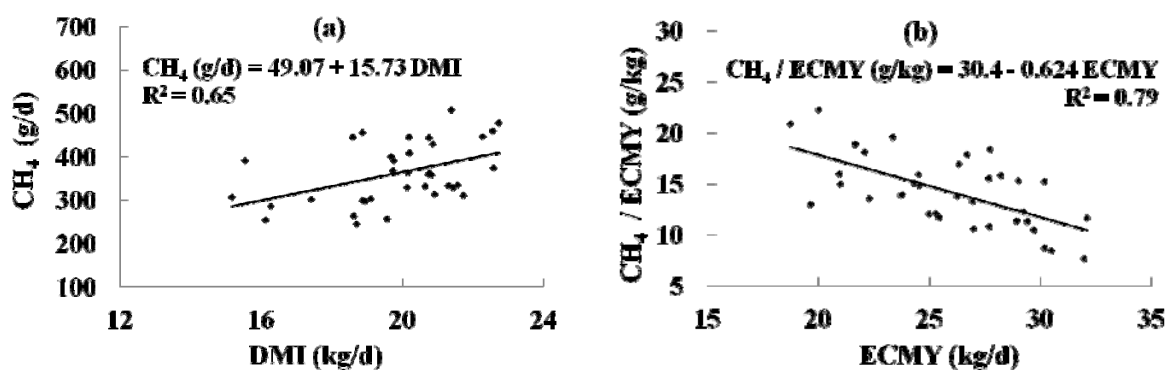 (a)
CH₄ (g/d) = 49.07 + 15.73 DMI
R² = 0.65
CH₄ (g/d)
700
600
500
400
300
200
100
12
16
20
24
DMI (kg/d)
(b)
CH₄ / ECMY (g/kg) = 30.4 - 0.624 ECMY
R² = 0.79
CH₄ / ECMY (g/kg)
30
25
20
15
10
5
15
20
25
30
35
ECMY (kg/d)